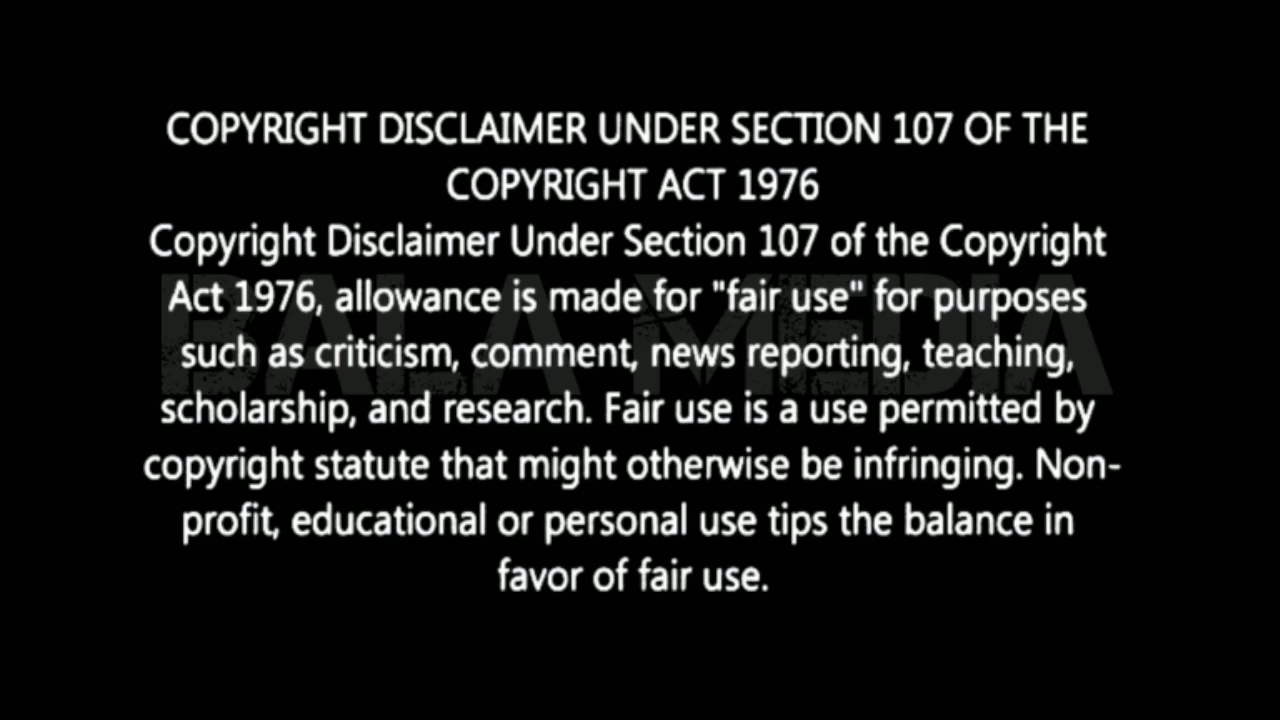 COPYRIGHT DISCLAIMER UNDER SECTION 107 OF THE
COPYRIGHT ACT 1976
Copyright Disclaimer Under Section 107 of the Copyright
Act 1976, allowance is made for "fair use" for purposes
such as criticism, comment, news reporting, teaching,
scholarship, and research. Fair use is a use permitted by
copyright statute that might otherwise be infringing. Non-
profit, educational or personal use tips the balance in
favor of fair use.
BALA MEDIA